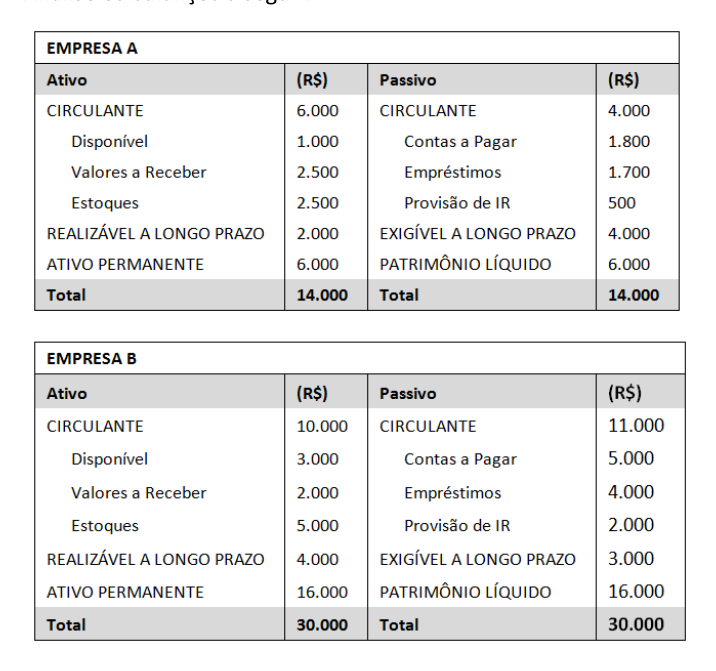 EMPRESA A
Ativo (R$) Passivo (R$)
CIRCULANTE 6.000 CIRCULANTE 4.000
Disponível 1.000 Contas a Pagar 1.800
Valores a Receber 2.500 Empréstimos 1.700
Estoques 2.500 Provisão de IR 500
REALIZÁVEL A LONGO PRAZO 2.000 EXIGÍVEL A LONGO PRAZO 4.000
ATIVO PERMANENTE 6.000 PATRIMÔNIO LÍQUIDO 6.000
Total 14.000 Total 14.000
EMPRESA B
Ativo (R$) Passivo (R$)
CIRCULANTE 10.000 CIRCULANTE 11.000
Disponível 3.000 Contas a Pagar 5.000
Valores a Receber 2.000 Empréstimos 4.000
Estoques 5.000 Provisão de IR 2.000
REALIZÁVEL A LONGO PRAZO 4.000 EXIGÍVEL A LONGO PRAZO 3.000
ATIVO PERMANENTE 16.000 PATRIMÔNIO LÍQUIDO 16.000
Total 30.000 Total 30.000